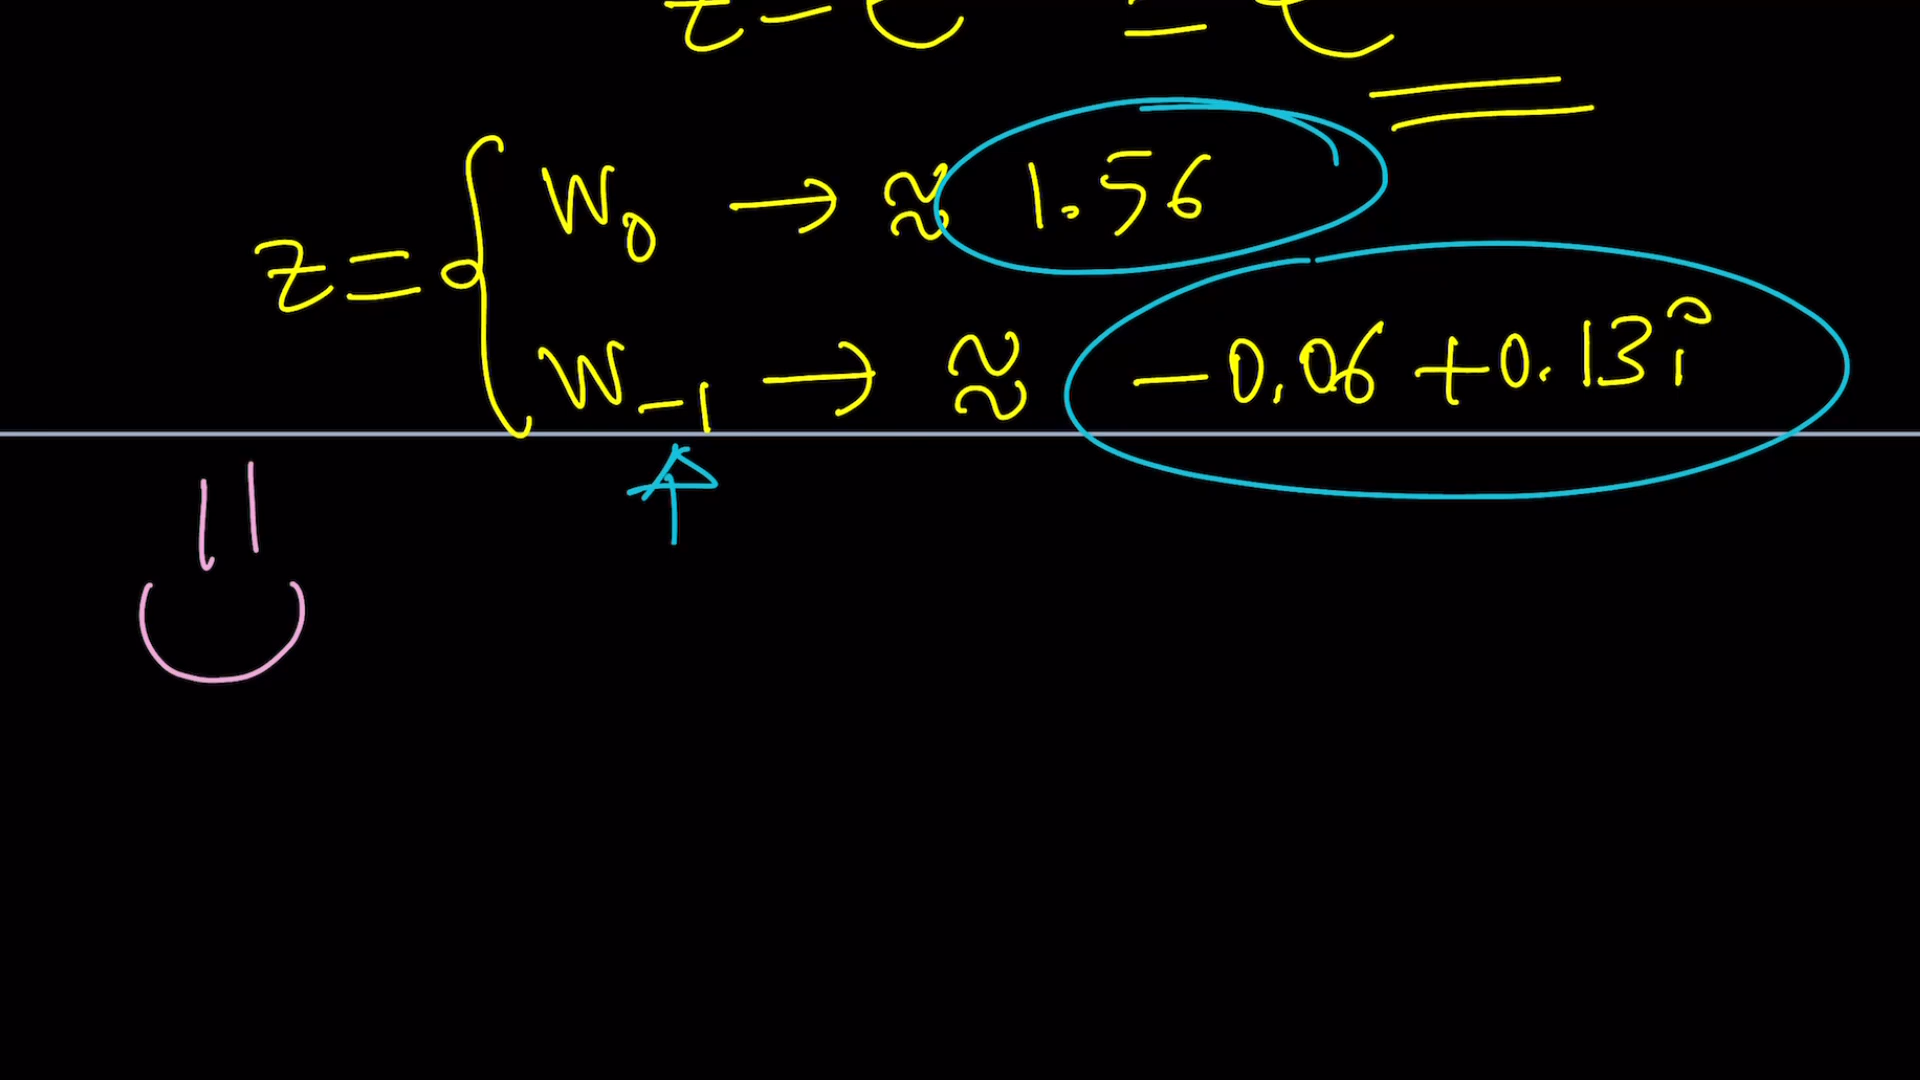 z = { W₀ → ≈ 1.56
W₋₁ → ≈ -0.06 + 0.13i